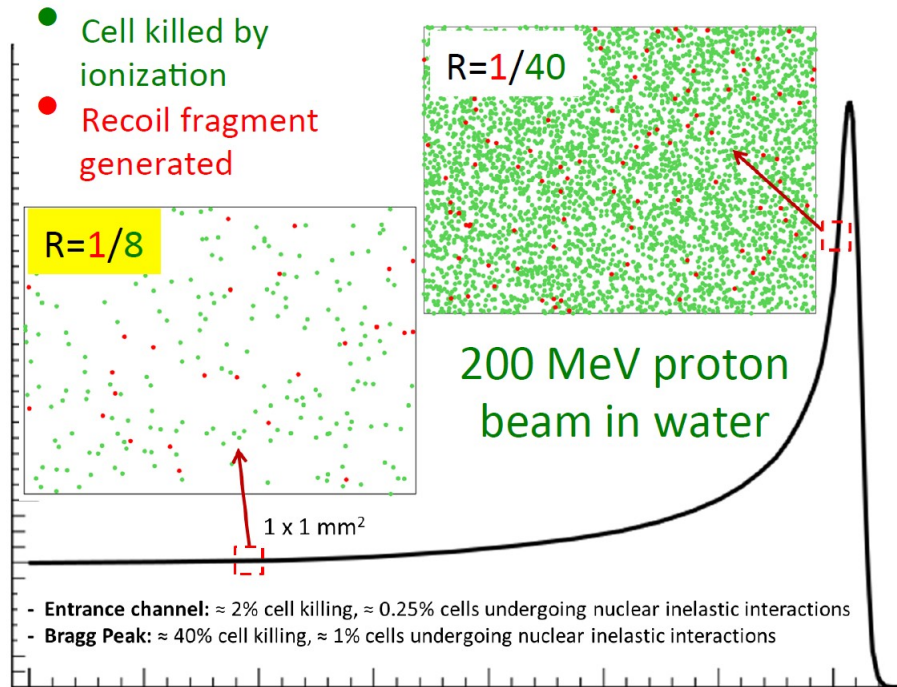 Cell killed by
ionization
Recoil fragment
generated
R=1/40
R=1/8
200 MeV proton
beam in water
1 x 1 mm²
- Entrance channel: ≈ 2% cell killing, ≈ 0.25% cells undergoing nuclear inelastic interactions
- Bragg Peak: ≈ 40% cell killing, ≈ 1% cells undergoing nuclear inelastic interactions